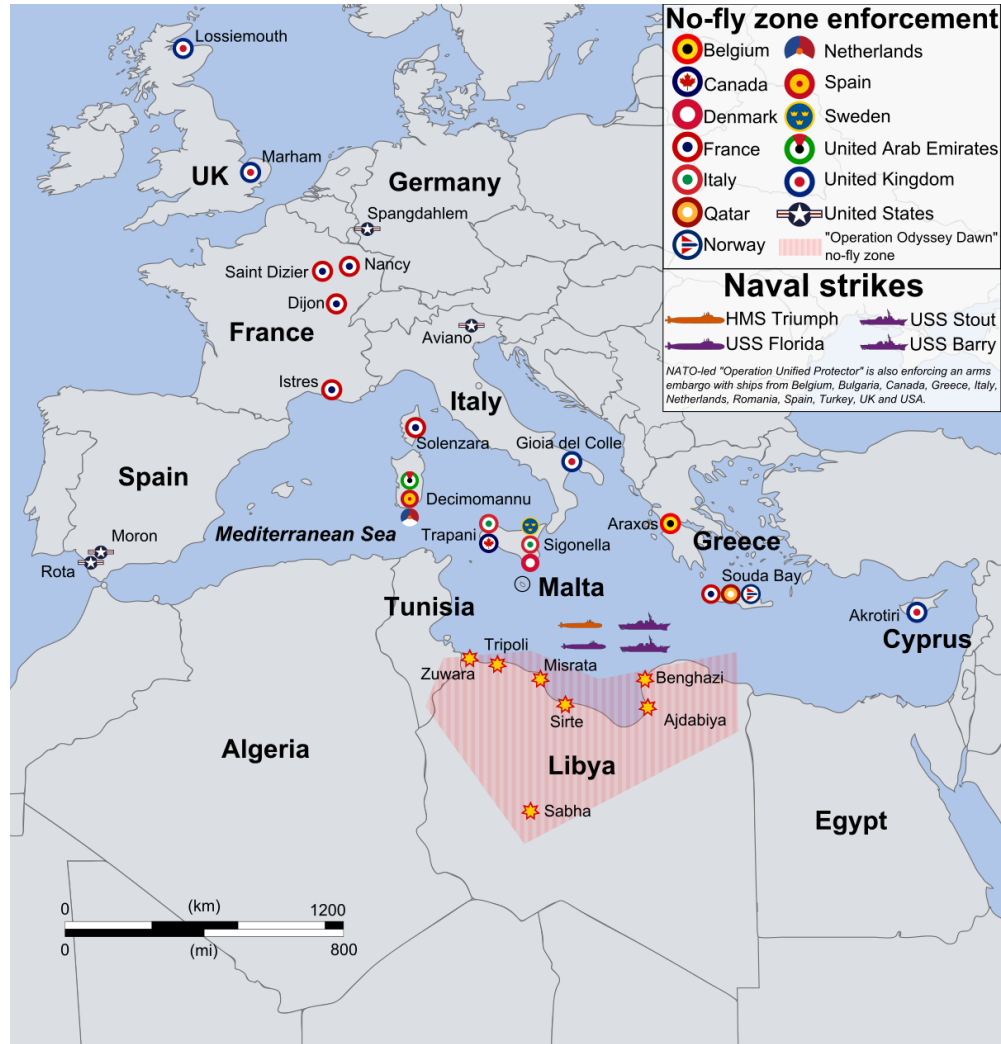 No-fly zone enforcement
Belgium
Netherlands
Canada
Spain
Denmark
Sweden
France
United Arab Emirates
Italy
United Kingdom
Qatar
United States
Norway
"Operation Odyssey Dawn"
no-fly zone
Naval strikes
HMS Triumph
USS Stout
USS Florida
USS Barry
NATO-led "Operation Unified Protector" is also enforcing an arms
embargo with ships from Belgium, Bulgaria, Canada, Greece, Italy,
Netherlands, Romania, Spain, Turkey, UK and USA.
Lossiemouth
Marham
UK
Germany
Spangdahlem
Saint Dizier
Nancy
Dijon
France
Aviano
Istres
Italy
Solenzara
Gioia del Colle
Spain
Decimomannu
Mediterranean Sea
Trapani
Sigonella
Araxos
Greece
Moron
Rota
Souda Bay
Malta
Tunisia
Akrotiri
Cyprus
Tripoli
Zuwara
Misrata
Benghazi
Sirte
Ajdabiya
Algeria
Libya
Sabha
Egypt
0
(km)
1200
0
(mi)
800